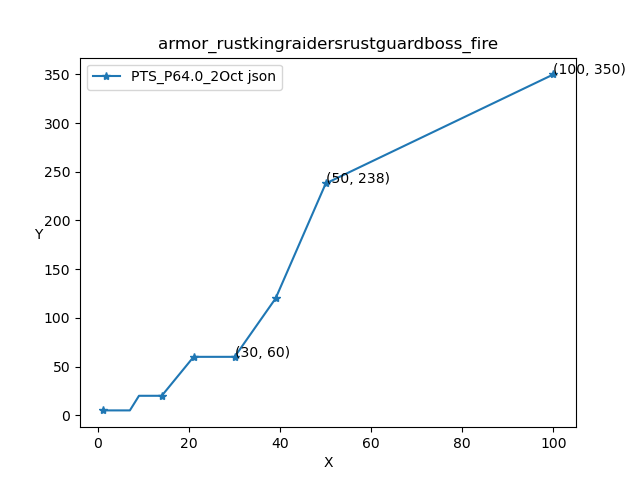 armor_rustkingraidersrustguardboss_fire
PTS_P64.0_2Oct json
(100, 350)
350
300
250
(50, 238)
200
Y
150
100
(30, 60)
50
0
0 20 40 60 80 100
X